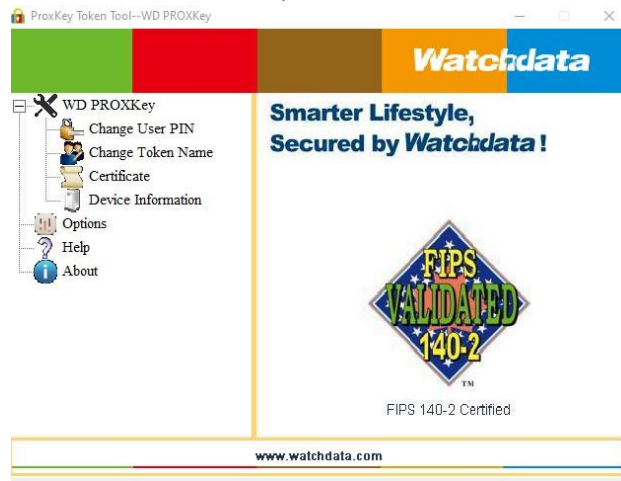 ProxKey Token Tool--WD PROXKey
Watchdata
WD PROXKey
Change User PIN
Change Token Name
Certificate
Device Information
Options
Help
About
Smarter Lifestyle,
Secured by Watchdata !
FIPS
VALIDATED
140-2
TM
FIPS 140-2 Certified
www.watchdata.com